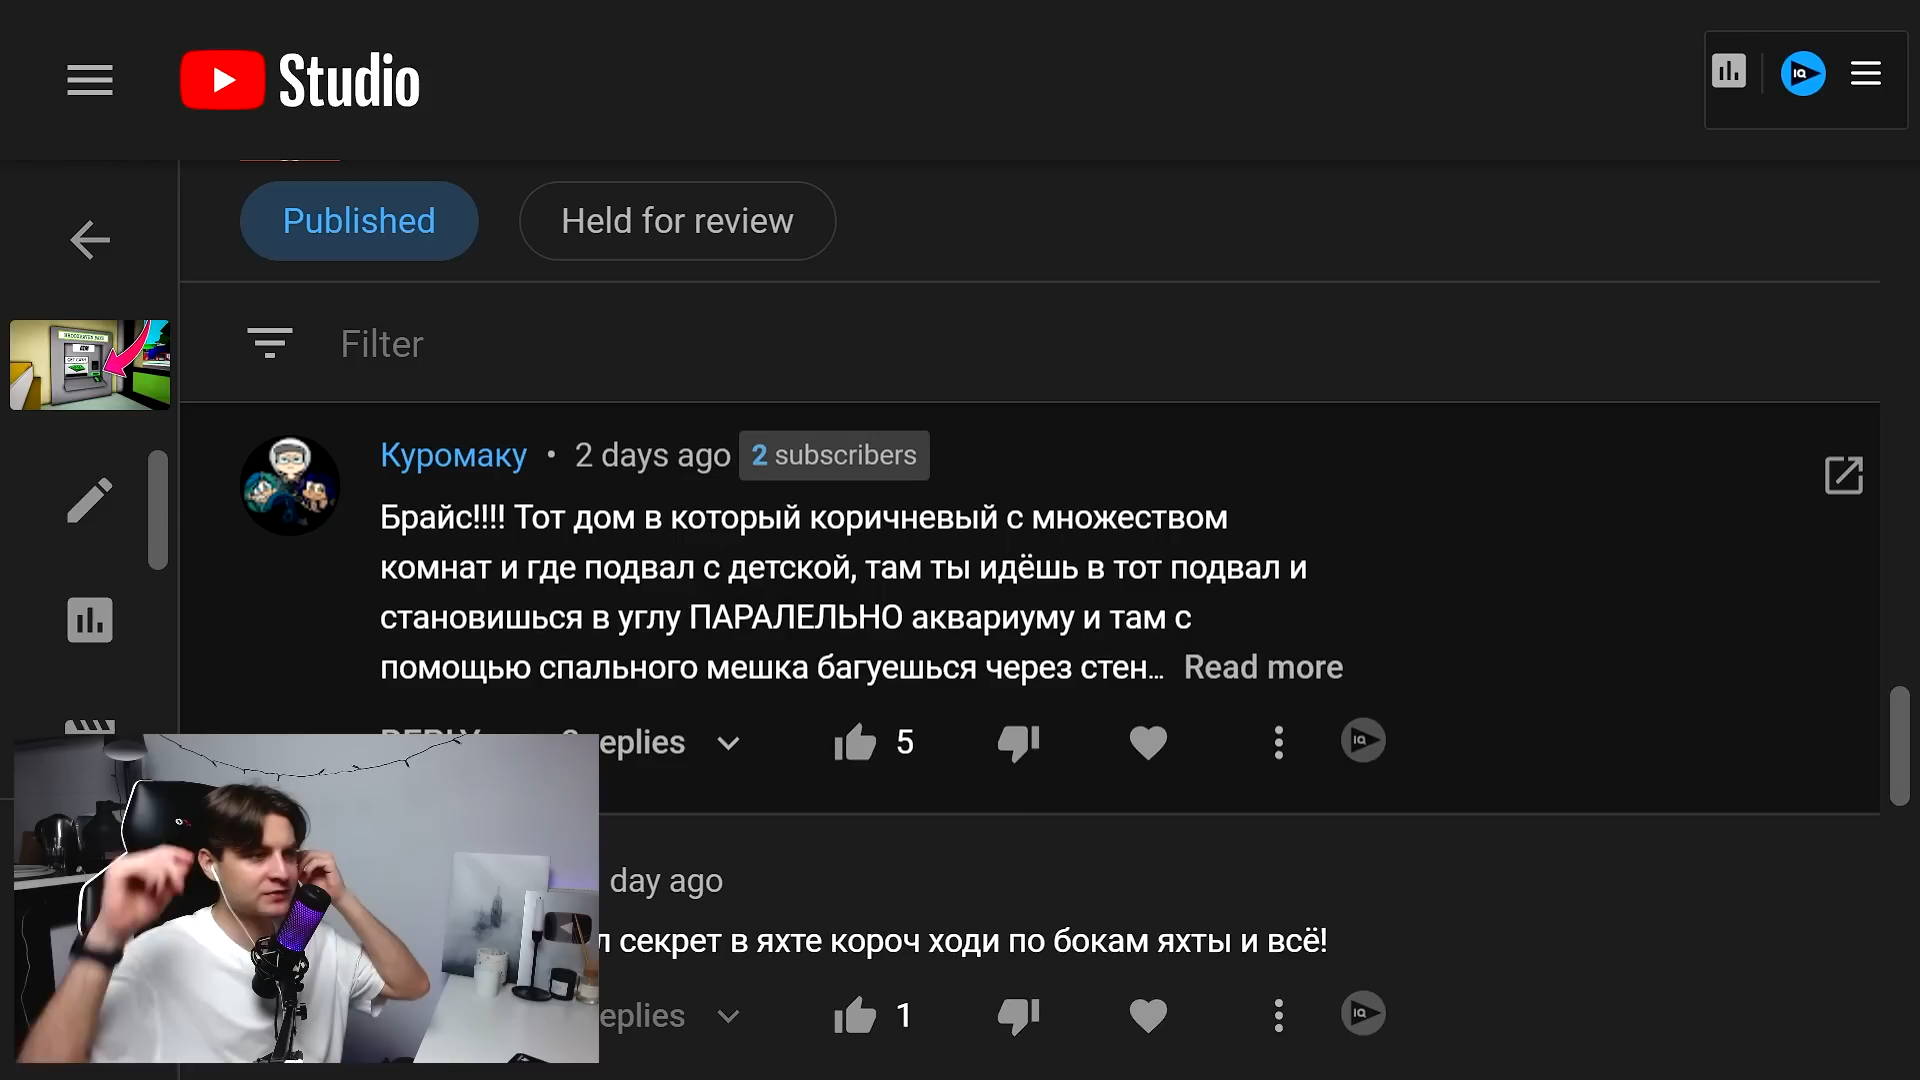 Studio
Published
Held for review
Filter
Куромаку • 2 days ago 2 subscribers
Брайс!!!! Тот дом в который коричневый с множеством
комнат и где подвал с детской, там ты идёшь в тот подвал и
становишься в углу ПАРАЛЕЛЬНО аквариуму и там с
помощью спального мешка багуешься через стен... Read more
5
day ago
секрет в яхте короч ходи по бокам яхты и всё!
1